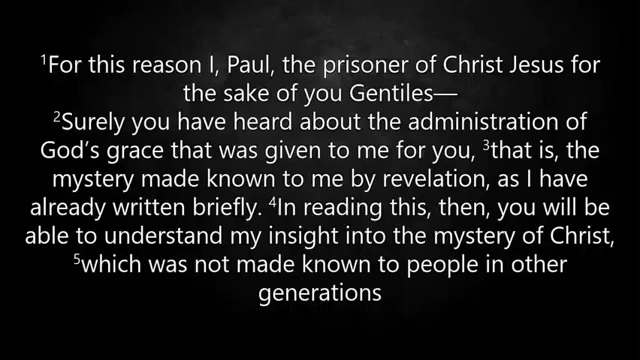 ¹For this reason I, Paul, the prisoner of Christ Jesus for
the sake of you Gentiles—
²Surely you have heard about the administration of
God’s grace that was given to me for you, ³that is, the
mystery made known to me by revelation, as I have
already written briefly. ⁴In reading this, then, you will be
able to understand my insight into the mystery of Christ,
⁵which was not made known to people in other
generations